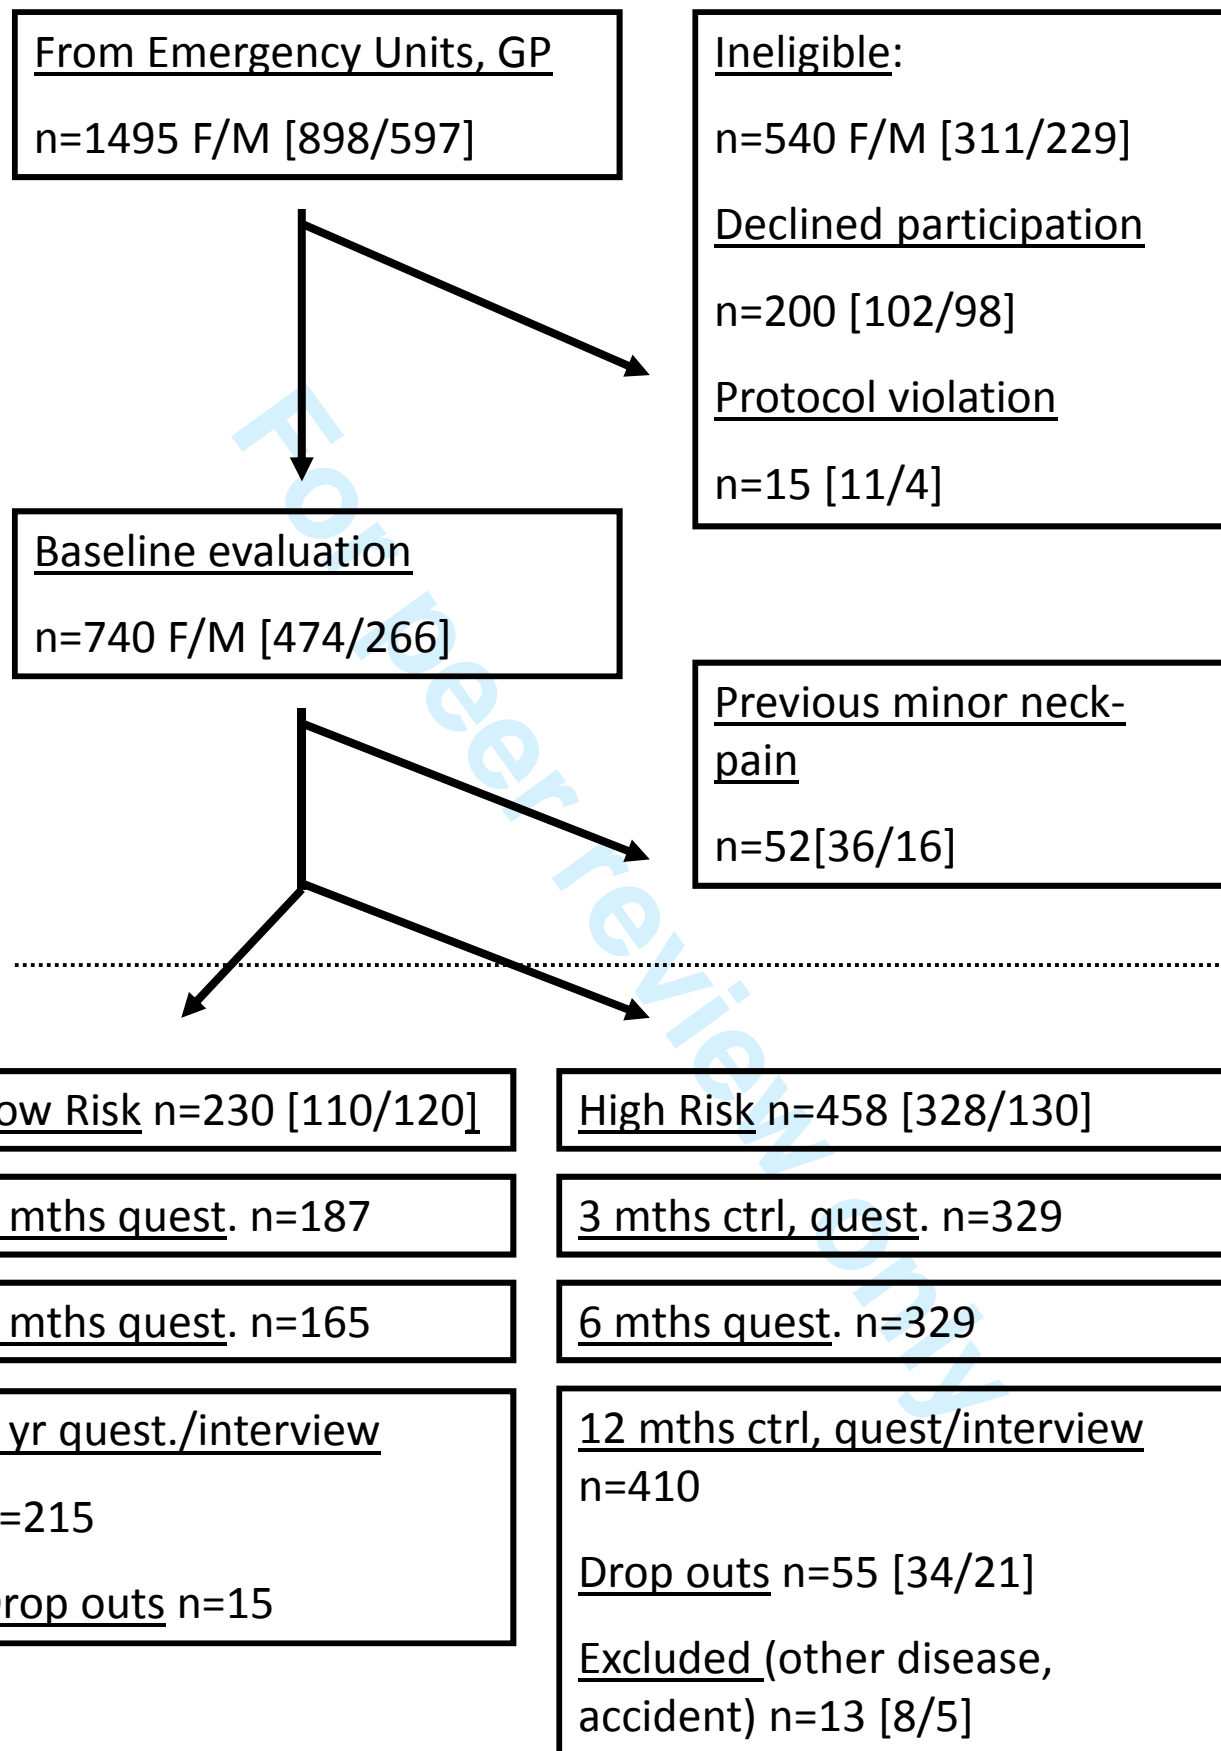 From Emergency Units, GP
n=1495 F/M [898/597]
Ineligible:
n=540 F/M [311/229]
Declined participation
n=200 [102/98]
Protocol violation
n=15 [11/4]
Baseline evaluation
n=740 F/M [474/266]
Previous minor neck-
pain
n=52[36/16]
ow Risk n=230 [110/120]
mths quest. n=187
mths quest. n=165
yr quest./interview
=215
rop outs n=15
High Risk n=458 [328/130]
3 mths ctrl, quest. n=329
6 mths quest. n=329
12 mths ctrl, quest/interview
n=410
Drop outs n=55 [34/21]
Excluded (other disease,
accident) n=13 [8/5]
For peer review only